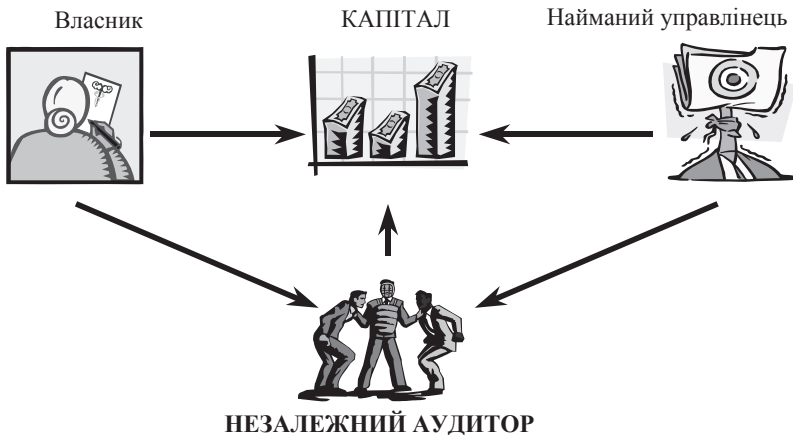 Власник
КАПІТАЛ
Найманий управлінець
НЕЗАЛЕЖНИЙ АУДИТОР